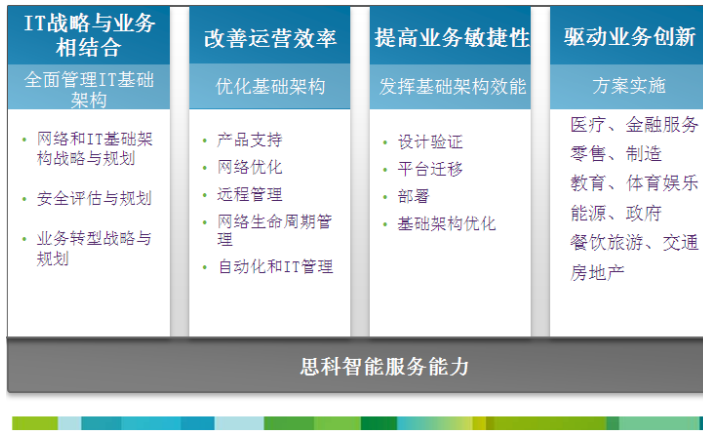 IT战略与业务
相结合
全面管理IT基础
架构
• 网络和IT基础架
构战略与规划
• 安全评估与规划
• 业务转型战略与
规划
改善运营效率
优化基础架构
• 产品支持
• 网络优化
• 远程管理
• 网络生命周期管
理
• 自动化和IT管理
提高业务敏捷性
发挥基础架构效能
• 设计验证
• 平台迁移
• 部署
• 基础架构优化
驱动业务创新
方案实施
医疗、金融服务
零售、制造
教育、体育娱乐
能源、政府
餐饮旅游、交通
房地产
思科智能服务能力